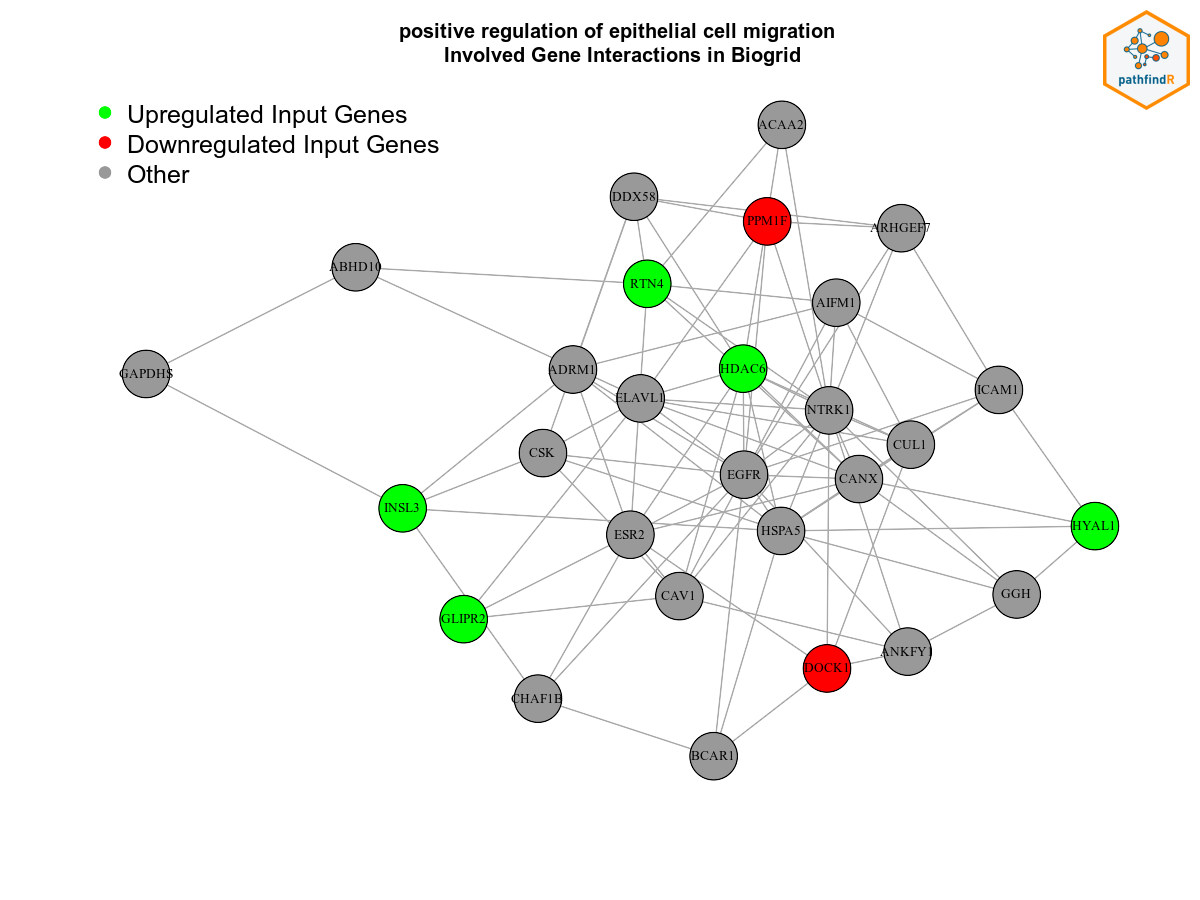 positive regulation of epithelial cell migration
Involved Gene Interactions in Biogrid
pathfindR
Upregulated Input Genes
Downregulated Input Genes
Other
ACAA2
DDX58
PPM1F
ARHGEF7
ABHD10
RTN4
AIFM1
GAPDHS
ADRM1
HDAC6
ICAM1
ELAVL1
NTRK1
CUL1
CSK
EGFR
CANX
INSL3
HYAL1
ESR2
HSPA5
CAV1
GGH
GLIPR2
ANKFY1
DOCK1
CHAF1B
BCAR1